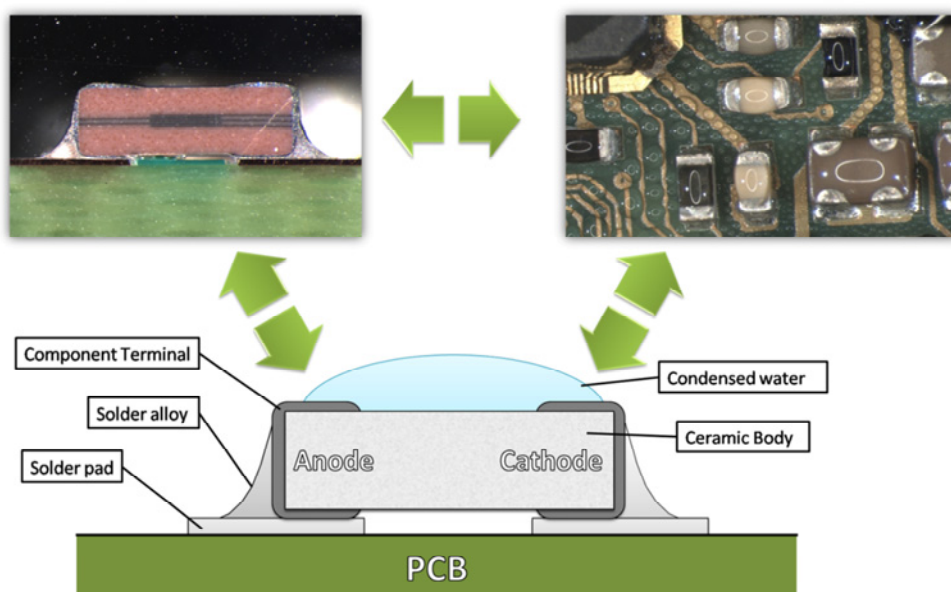 Component Terminal
Condensed water
Solder alloy
Ceramic Body
Solder pad
Anode
Cathode
PCB